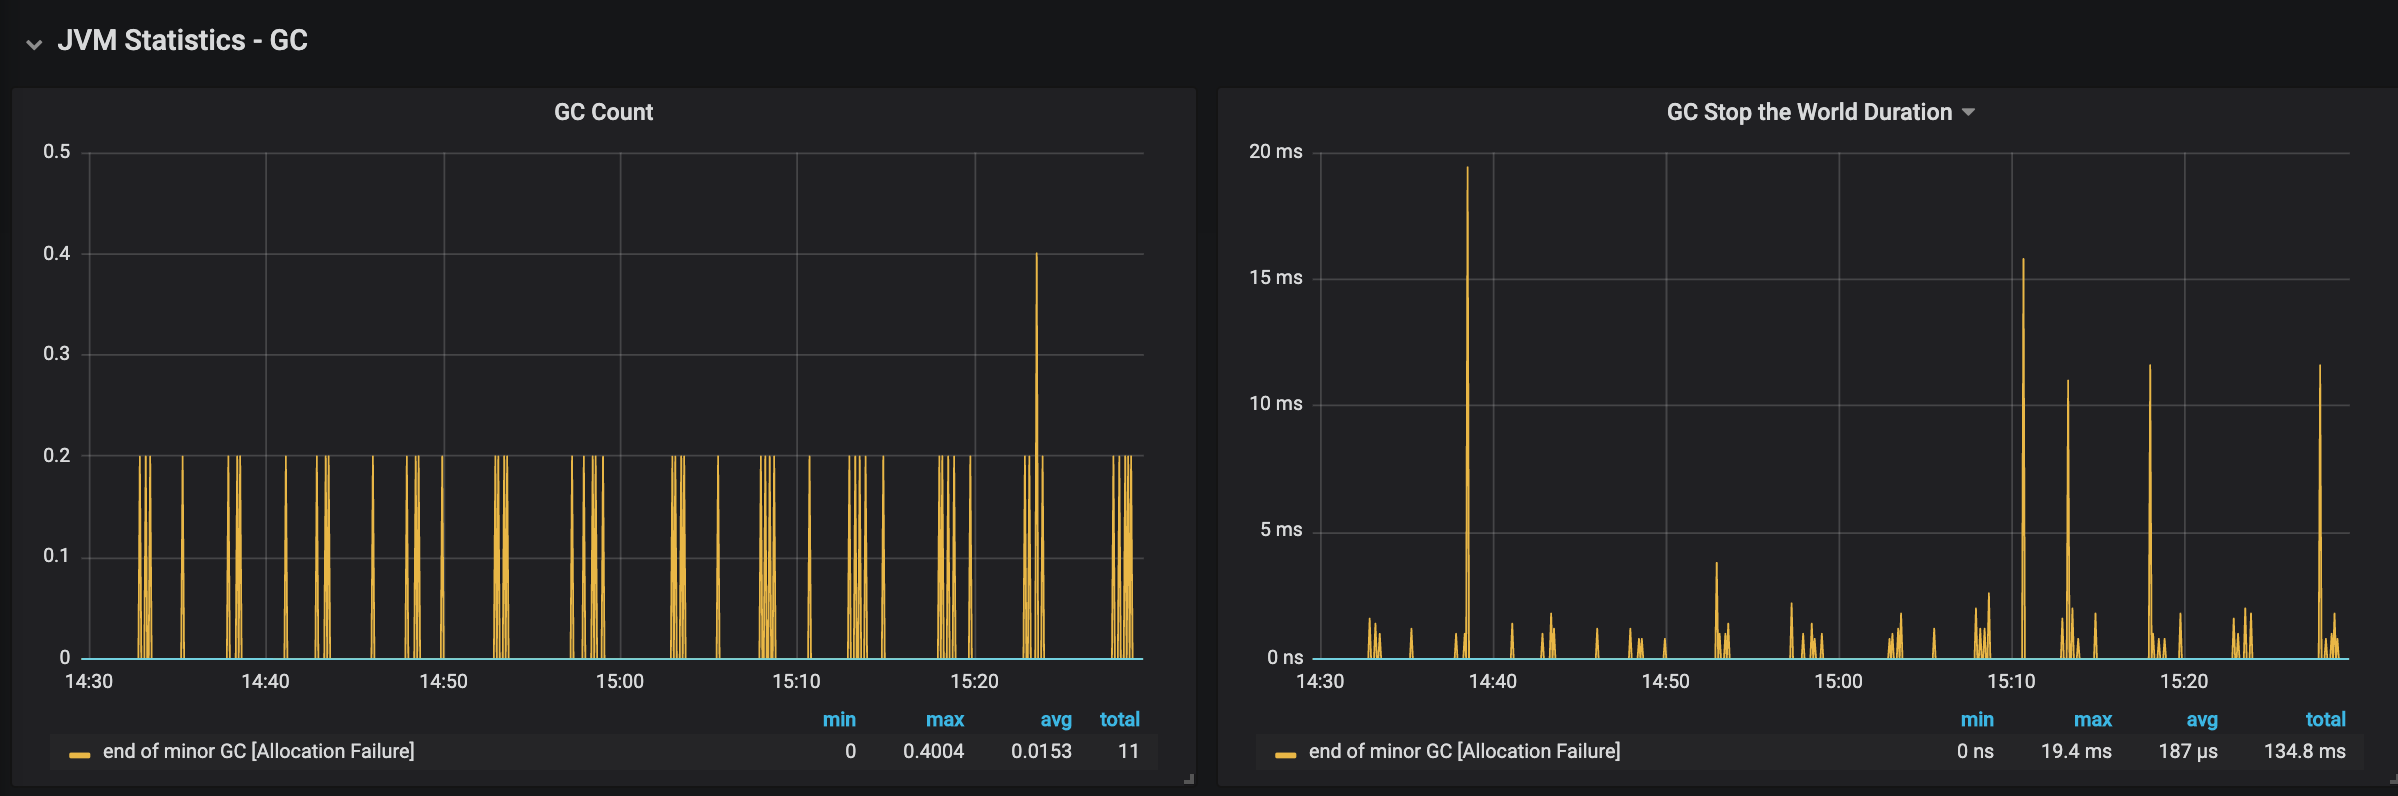 JVM Statistics - GC
GC Count
0.5
0.4
0.3
0.2
0.1
0
14:30 14:40 14:50 15:00 15:10 15:20
min max avg total
end of minor GC [Allocation Failure] 0 0.4004 0.0153 11
GC Stop the World Duration
20 ms
15 ms
10 ms
5 ms
0 ns
14:30 14:40 14:50 15:00 15:10 15:20
min max avg total
end of minor GC [Allocation Failure] 0 ns 19.4 ms 187 µs 134.8 ms